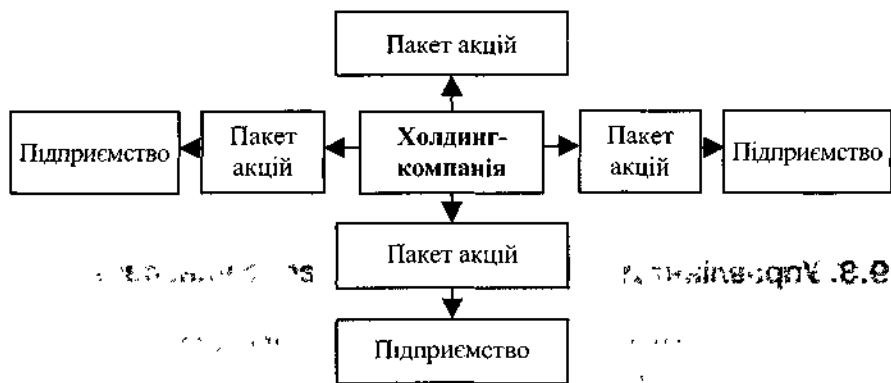 Пакет акцій
Підприємство
Пакет
акцій
Холдинг-
компанія
Пакет
акцій
Підприємство
Пакет акцій
Підприємство